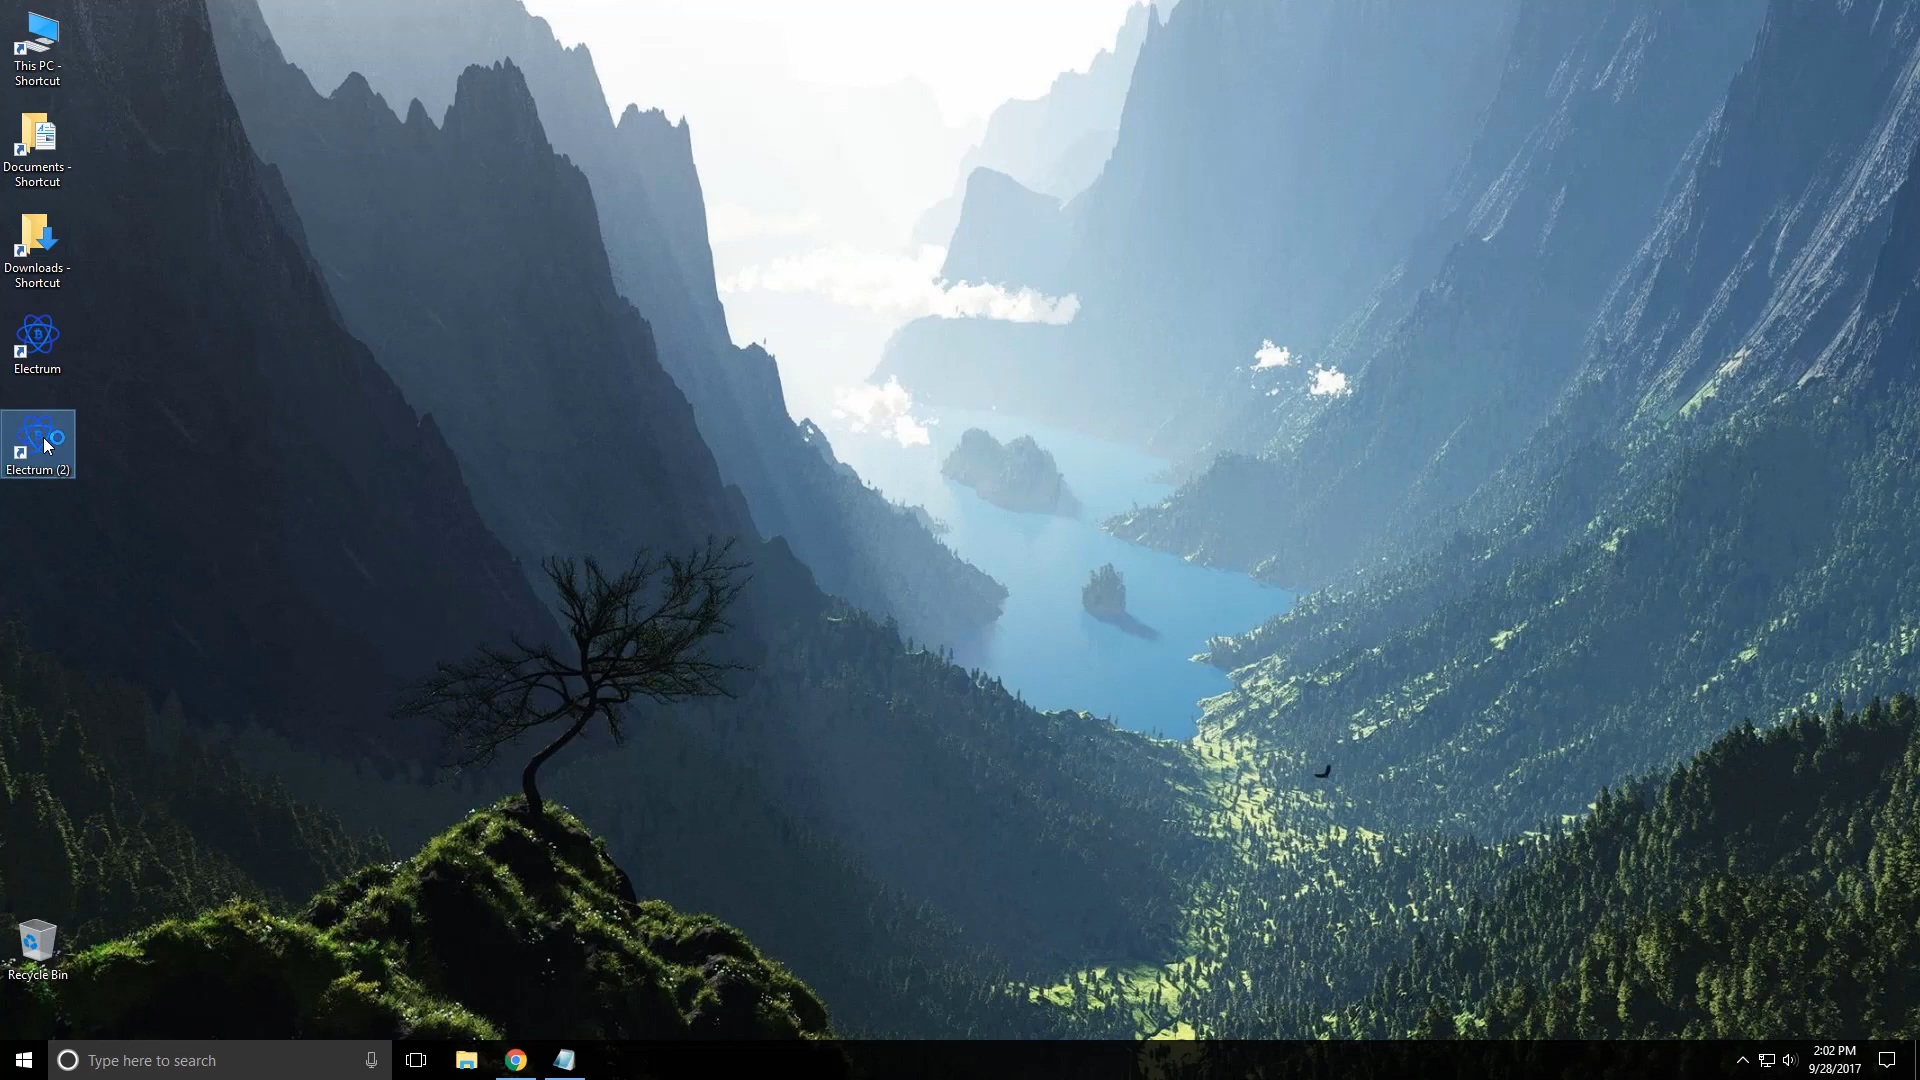 This PC -
Shortcut
Documents -
Shortcut
Downloads -
Shortcut
Electrum
Electrum (2)
Recycle Bin
Type here to search
2:02 PM
9/28/2017